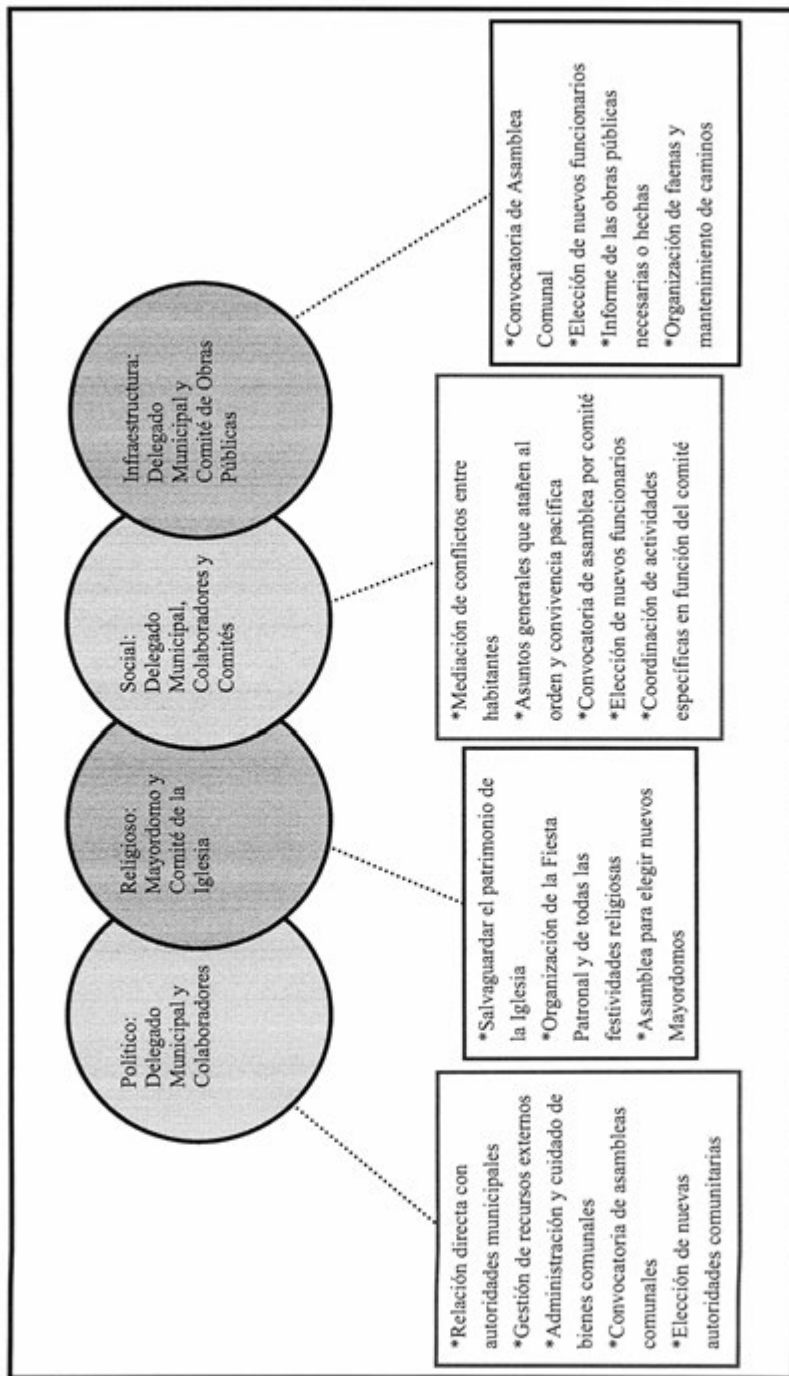 Político:
Delegado
Municipal y
Colaboradores
Religioso:
Mayordomo y
Comité de la
Iglesia
Social:
Delegado
Municipal,
Colaboradores y
Comités
Infraestructura:
Delegado
Municipal y
Comité de Obras
Públicas
*Relación directa con
autoridades municipales
*Gestión de recursos externos
*Administración y cuidado de
bienes comunales
*Convocatoria de asambleas
comunales
*Elección de nuevas
autoridades comunitarias
*Salvaguardar el patrimonio de
la Iglesia
*Organización de la Fiesta
Patronal y de todas las
festividades religiosas
*Asamblea para elegir nuevos
Mayordomos
*Mediación de conflictos entre
habitantes
*Asuntos generales que atañen al
orden y convivencia pacífica
*Convocatoria de asamblea por comité
*Elección de nuevos funcionarios
*Coordinación de actividades
específicas en función del comité
*Convocatoria de Asamblea
Comunal
*Elección de nuevos funcionarios
*Informe de las obras públicas
necesarias o hechas
*Organización de faenas y
mantenimiento de caminos